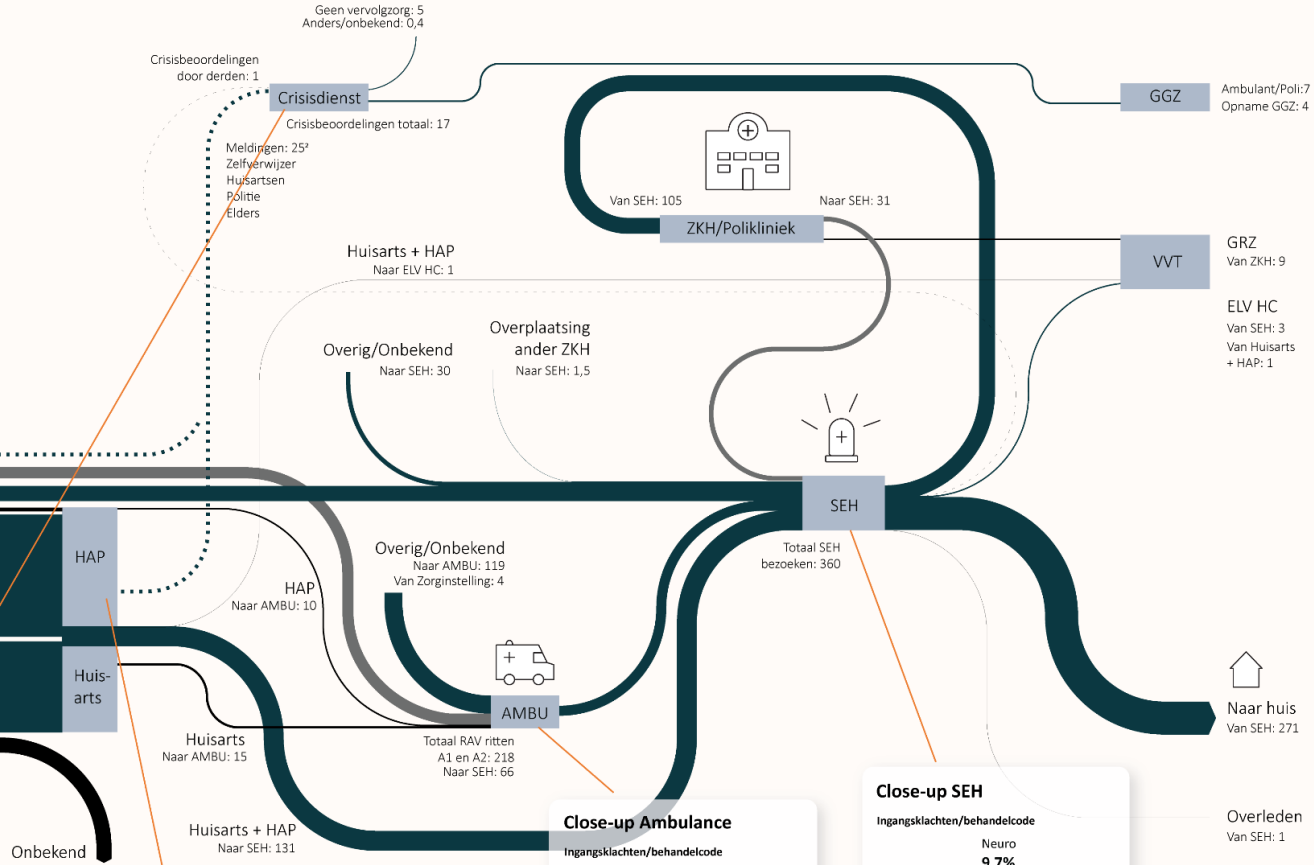 Geen vervolgzorg: 5
Anders/onbekend: 0,4
Crisisbeoordelingen
door derden: 1
Crisisdienst
Crisisbeoordelingen totaal: 17
Meldingen: 25²
Zelfverwijzer
Huisartsen
Politie
Elders
GGZ
Ambulant/Poli:7
Opname GGZ: 4
Van SEH: 105
Naar SEH: 31
ZKH/Polikliniek
Huisarts + HAP
Naar ELV HC: 1
VVT
GRZ
Van ZKH: 9
ELV HC
Van SEH: 3
Van Huisarts
+ HAP: 1
Overig/Onbekend
Naar SEH: 30
Overplaatsing
ander ZKH
Naar SEH: 1,5
SEH
Totaal SEH
bezoeken: 360
HAP
Overig/Onbekend
Naar AMBU: 119
Van Zorginstelling: 4
HAP
Naar AMBU: 10
Huis-
arts
AMBU
Huisarts
Naar AMBU: 15
Totaal RAV ritten
A1 en A2: 218
Naar SEH: 66
Naar huis
Van SEH: 271
Huisarts + HAP
Naar SEH: 131
Onbekend
Close-up Ambulance
Ingangsklachten/behandelcode
Close-up SEH
Ingangsklachten/behandelcode
Neuro
9.7%
Overleden
Van SEH: 1